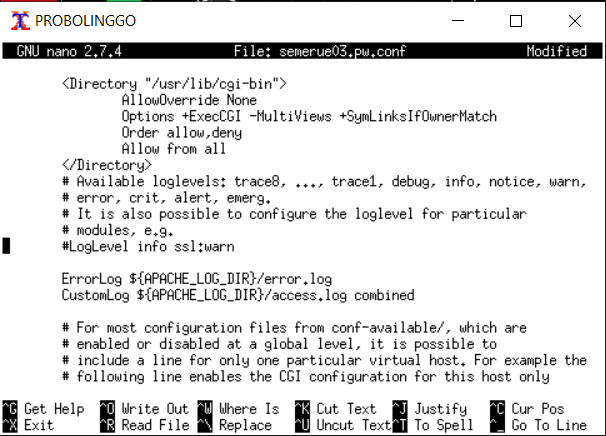 PROBOLINGGO
GNU nano 2.7.4 File: semerue03.pw.conf Modified
<Directory "/usr/lib/cgi-bin">
AllowOverride None
Options +ExecCGI -MultiViews +SymLinksIfOwnerMatch
Order allow,deny
Allow from all
</Directory>
# Available loglevels: trace8, ..., trace1, debug, info, notice, warn,
# error, crit, alert, emerg.
# It is also possible to configure the loglevel for particular
# modules, e.g.
#LogLevel info ssl:warn
ErrorLog ${APACHE_LOG_DIR}/error.log
CustomLog ${APACHE_LOG_DIR}/access.log combined
# For most configuration files from conf-available/, which are
# enabled or disabled at a global level, it is possible to
# include a line for only one particular virtual host. For example the
# following line enables the CGI configuration for this host only
^G Get Help ^O Write Out ^W Where Is ^K Cut Text ^J Justify ^C Cur Pos
^X Exit ^R Read File ^\ Replace ^U Uncut Text ^T To Spell ^_ Go To Line